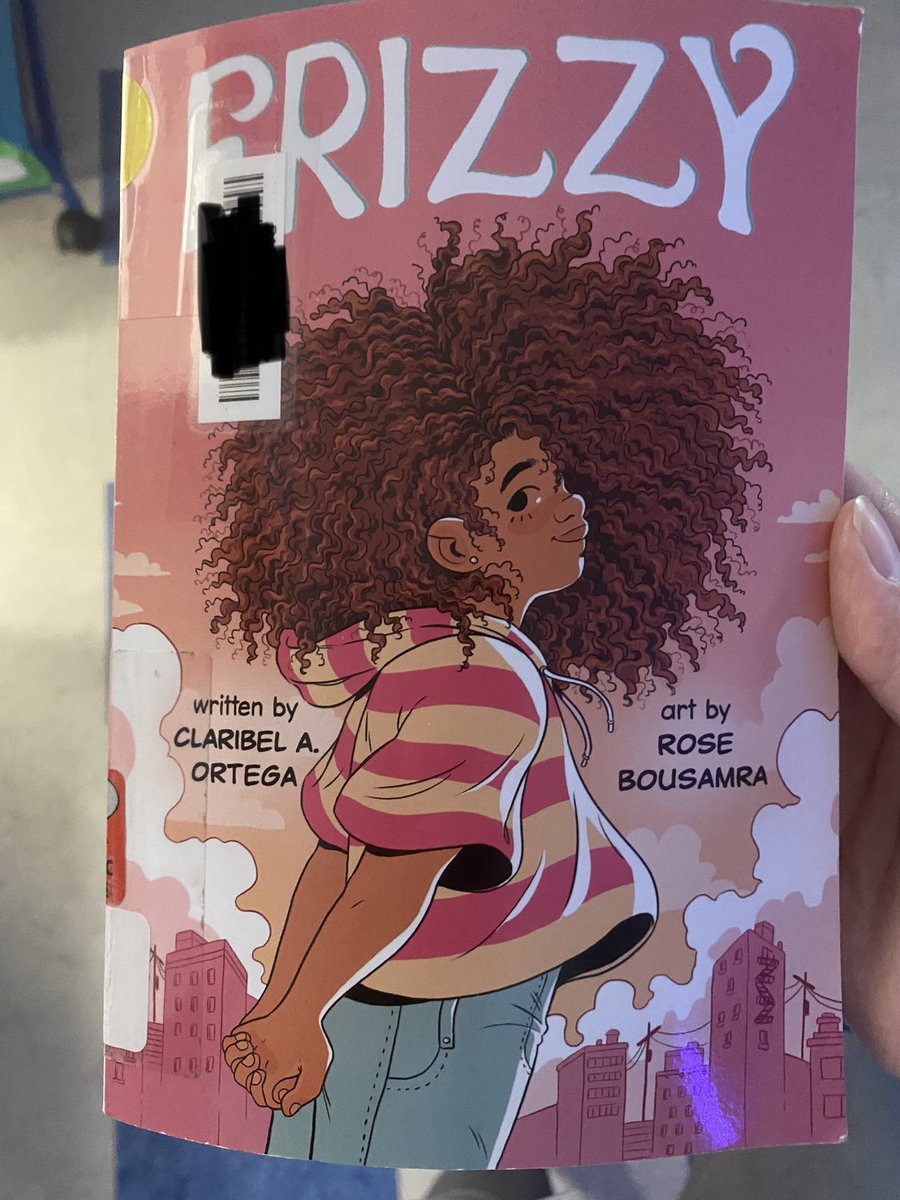 FRIZZY
written by
CLARIBEL A.
ORTEGA
art by
ROSE
BOUSAMRA